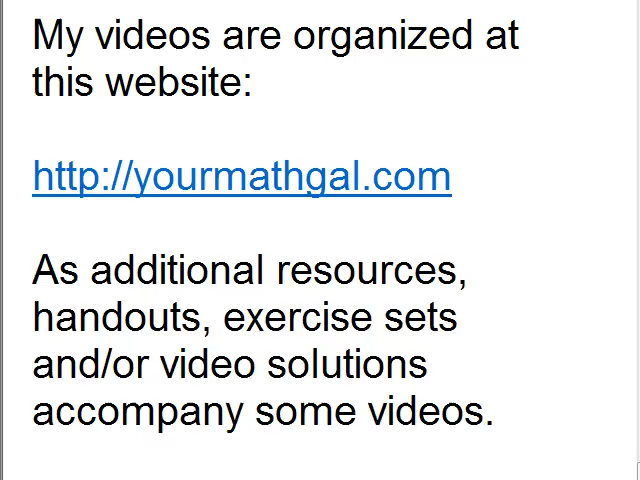 My videos are organized at
this website:
http://yourmathgal.com
As additional resources,
handouts, exercise sets
and/or video solutions
accompany some videos.